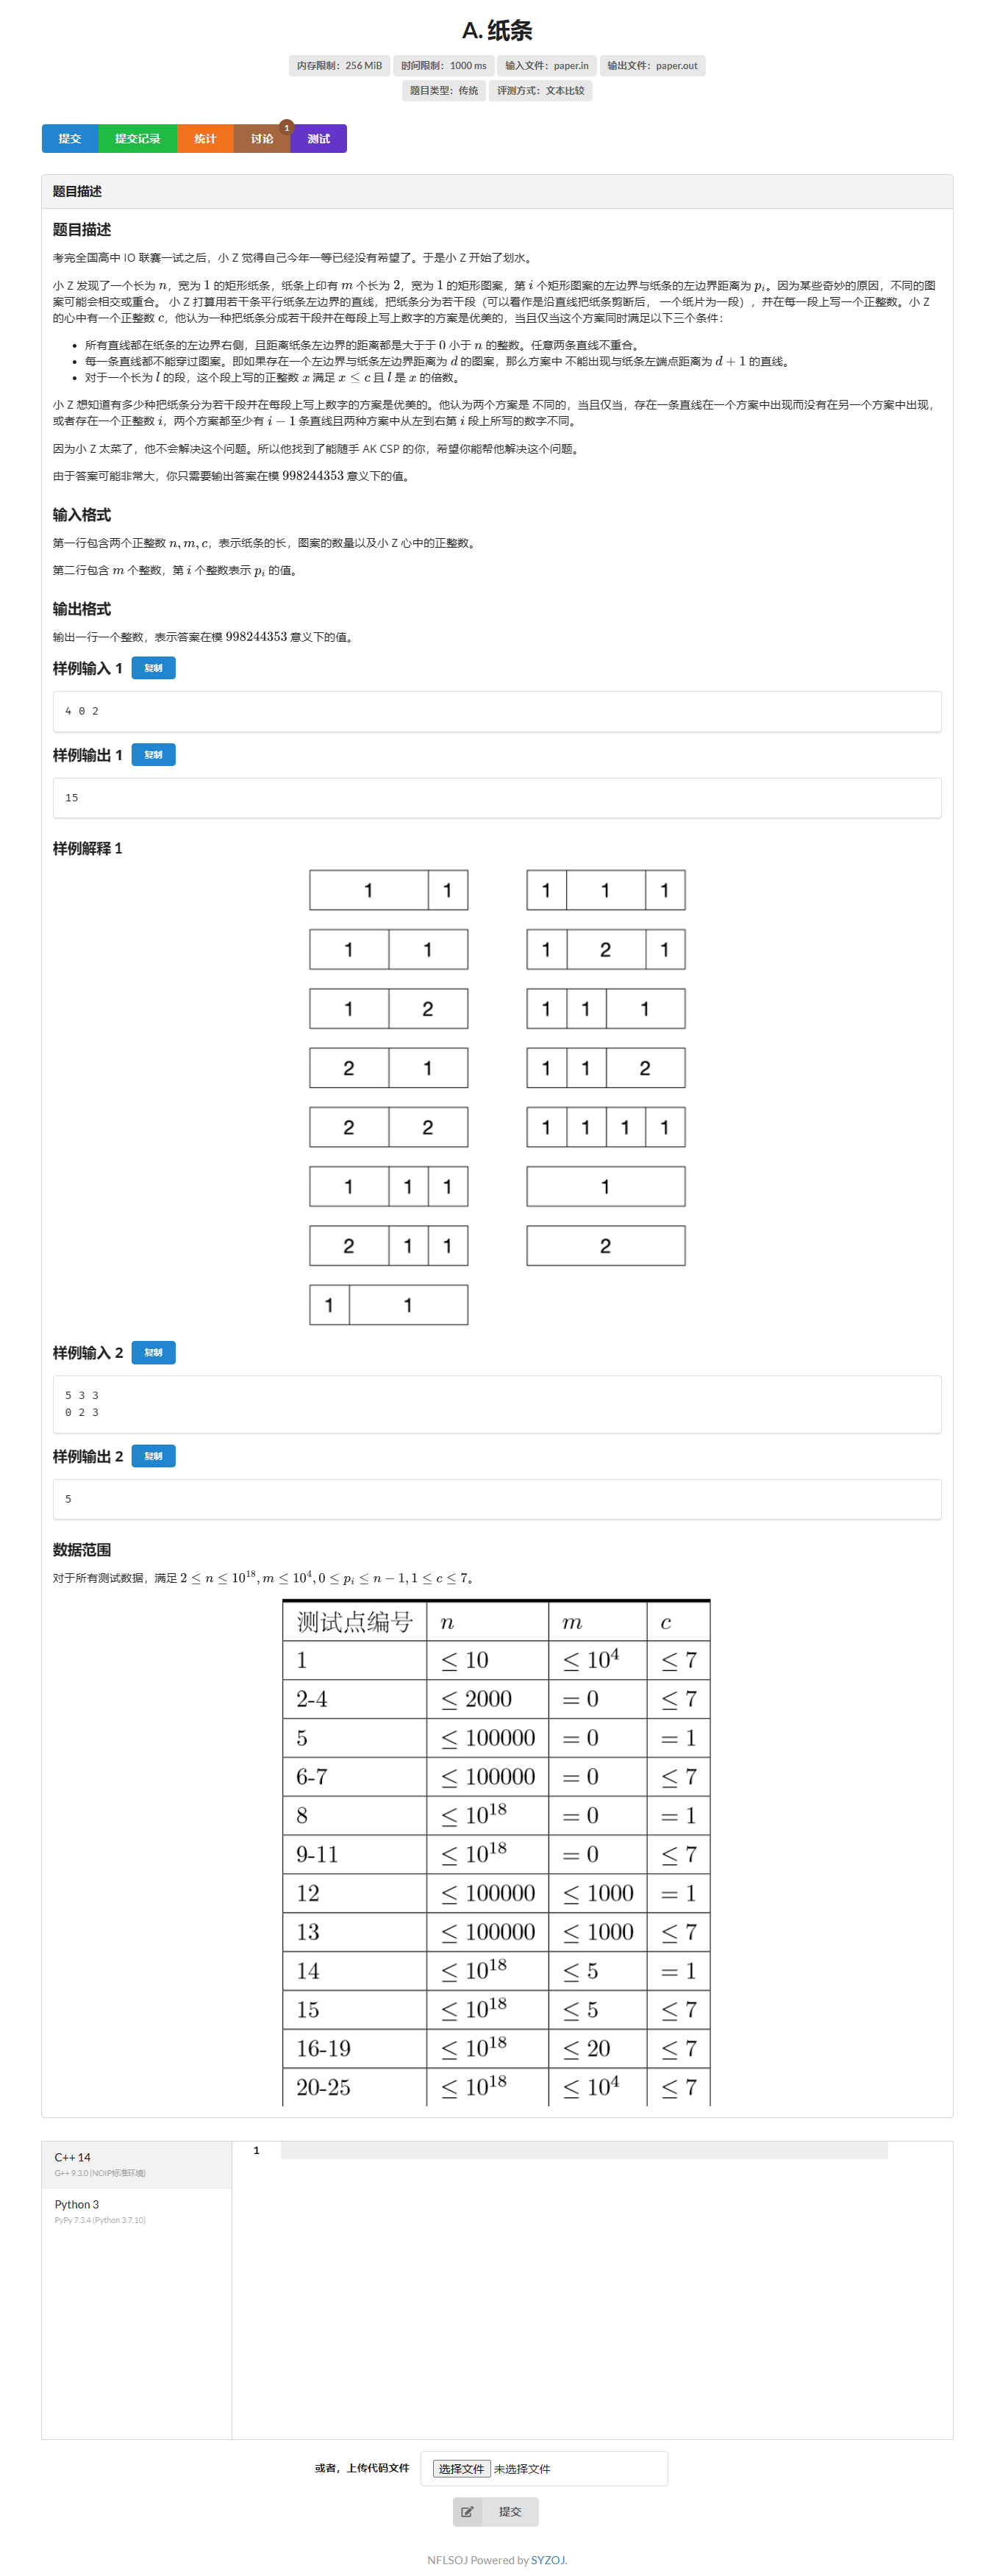 A. 纸条
内存限制：256 MiB 时间限制：1000 ms 输入文件：paper.in 输出文件：paper.out
题目类型：传统 评测方式：文本比较
提交 提交记录 统计 讨论 1 测试
题目描述
题目描述
考完全国高中 IO 联赛一试之后，小 Z 觉得自己今年一等已经没有希望了。于是小 Z 开始了划水。
小 Z 发现了一个长为 n，宽为 1 的矩形纸条，纸条上印有 m 个长为 2，宽为 1 的矩形图案，第 i 个矩形图案的左边界与纸条的左边界距离为 p_i。因为某些奇妙的原因，不同的图
案可能会相交或重合。 小 Z 打算用若干条平行纸条左边界的直线，把纸条分为若干段（可以看作是沿直线把纸条剪断后， 一个纸片为一段），并在每一段上写一个正整数。小 Z
的心中有一个正整数 c，他认为一种把纸条分成若干段并在每段上写上数字的方案是优美的，当且仅当这个方案同时满足以下三个条件：
所有直线都在纸条的左边界右侧，且距离纸条左边界的距离都是大于于 0 小于 n 的整数。任意两条直线不重合。
每一条直线都不能穿过图案。即如果存在一个左边界与纸条左边界距离为 d 的图案，那么方案中 不能出现与纸条左端点距离为 d + 1 的直线。
对于一个长为 l 的段，这个段上写的正整数 x 满足 x ≤ c 且 l 是 x 的倍数。
小 Z 想知道有多少种把纸条分为若干段并在每段上写上数字的方案是优美的。他认为两个方案是 不同的，当且仅当，存在一条直线在一个方案中出现而没有在另一个方案中出现，
或者存在一个正整数 i，两个方案都至少有 i − 1 条直线且两种方案中从左到右第 i 段上所写的数字不同。
因为小 Z 太菜了，他不会解决这个问题。所以他找到了能随手 AK CSP 的你，希望你能帮他解决这个问题。
由于答案可能非常大，你只需要输出答案在模 998244353 意义下的值。
输入格式
第一行包含两个正整数 n, m, c，表示纸条的长，图案的数量以及小 Z 心中的正整数。
第二行包含 m 个整数，第 i 个整数表示 p_i 的值。
输出格式
输出一行一个整数，表示答案在模 998244353 意义下的值。
样例输入 1 复制
4 0 2
样例输出 1 复制
15
样例解释 1
1 1 1 1 1
1 1 1 2 1
1 2 1 1 1
2 1 1 1 2
2 2 1 1 1 1
1 1 1 1
2 1 1 2
1 1
样例输入 2 复制
5 3 3
0 2 3
样例输出 2 复制
5
数据范围
对于所有测试数据，满足 2 ≤ n ≤ 10^18, m ≤ 10^4, 0 ≤ p_i ≤ n − 1, 1 ≤ c ≤ 7。
测试点编号 n m c
1 ≤ 10 ≤ 10^4 ≤ 7
2-4 ≤ 2000 = 0 ≤ 7
5 ≤ 100000 = 0 = 1
6-7 ≤ 100000 = 0 ≤ 7
8 ≤ 10^18 = 0 = 1
9-11 ≤ 10^18 = 0 ≤ 7
12 ≤ 100000 ≤ 1000 = 1
13 ≤ 100000 ≤ 1000 ≤ 7
14 ≤ 10^18 ≤ 5 = 1
15 ≤ 10^18 ≤ 5 ≤ 7
16-19 ≤ 10^18 ≤ 20 ≤ 7
20-25 ≤ 10^18 ≤ 10^4 ≤ 7
C++ 14 1
G++ 9.3.0 (NOIP标准环境)
Python 3
PyPy 7.3.4 (Python 3.7.10)
或者，上传代码文件 选择文件 未选择文件
提交
NFLSOJ Powered by SYZOJ.